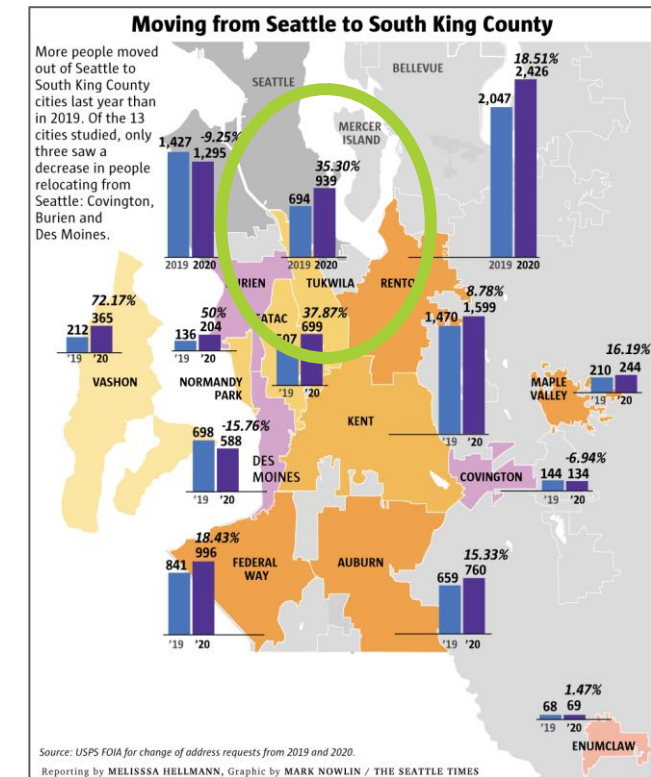 Moving from Seattle to South King County
More people moved
out of Seattle to
South King County
cities last year than
in 2019. Of the 13
cities studied, only
three saw a
decrease in people
relocating from
Seattle: Covington,
Burien and
Des Moines.
SEATTLE
BELLEVUE
MERCER
ISLAND
-9.25%
1,427
1,295
2019 2020
35.30%
694
939
2019 2020
18.51%
2,047
2,426
2019 2020
TUKWILA
72.17%
212
365
'19 '20
VASHON
50%
136
204
'19 '20
NORMANDY
PARK
37.87%
699
'19 '20
8.78%
1,470
1,599
'19 '20
16.19%
210
244
'19 '20
MAPLE
VALLEY
KENT
-15.76%
698
588
'19 '20
DES
MOINES
-6.94%
144
134
'19 '20
COVINGTON
18.43%
841
996
'19 '20
FEDERAL
WAY
AUBURN
15.33%
659
760
'19 '20
1.47%
68
69
'19 '20
ENUMCLAW
Source: USPS FOIA for change of address requests from 2019 and 2020.
Reporting by MELISSSA HELLMANN, Graphic by MARK NOWLIN / THE SEATTLE TIMES